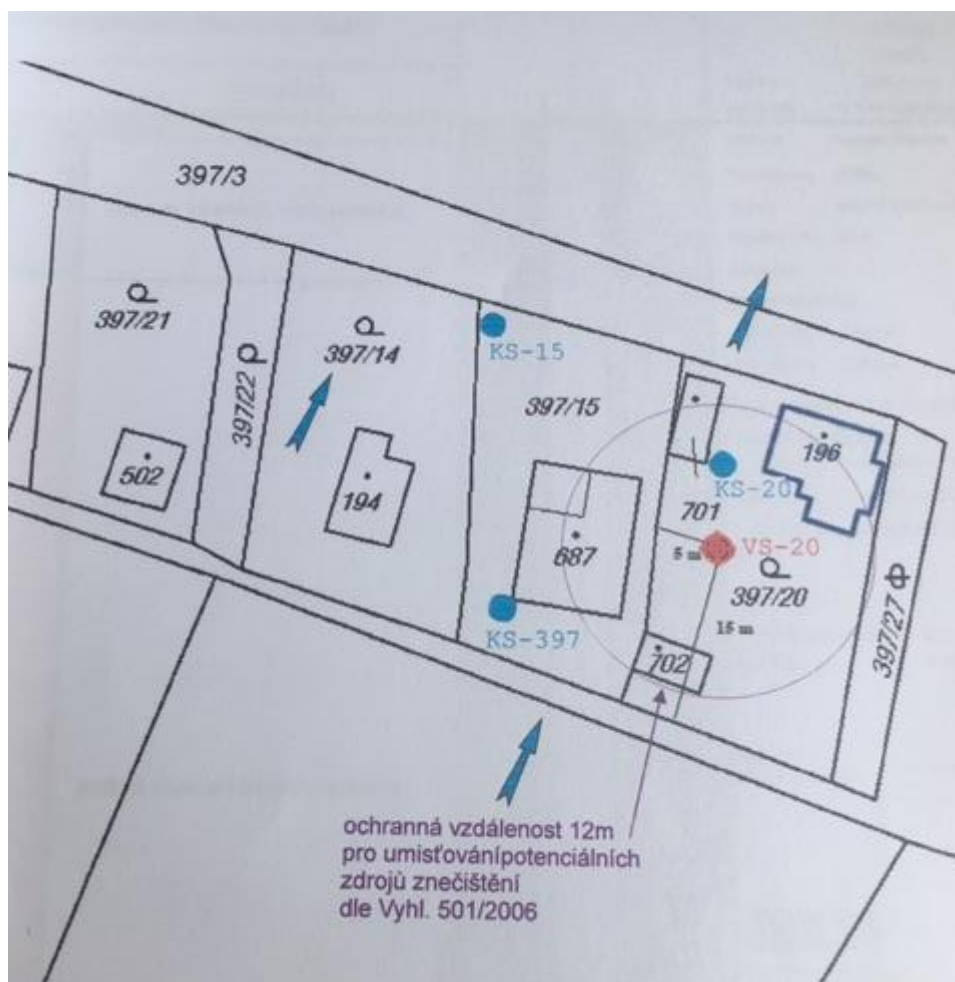 397/3
397/21
397/22
397/14
KS-15
397/15
196
502
194
KS-20
701
687
5 m
VS-20
397/20
397/27
15 m
KS-397
702
ochranná vzdálenost 12m
pro umisťovánípotenciálních
zdrojů znečištění
dle Vyhl. 501/2006